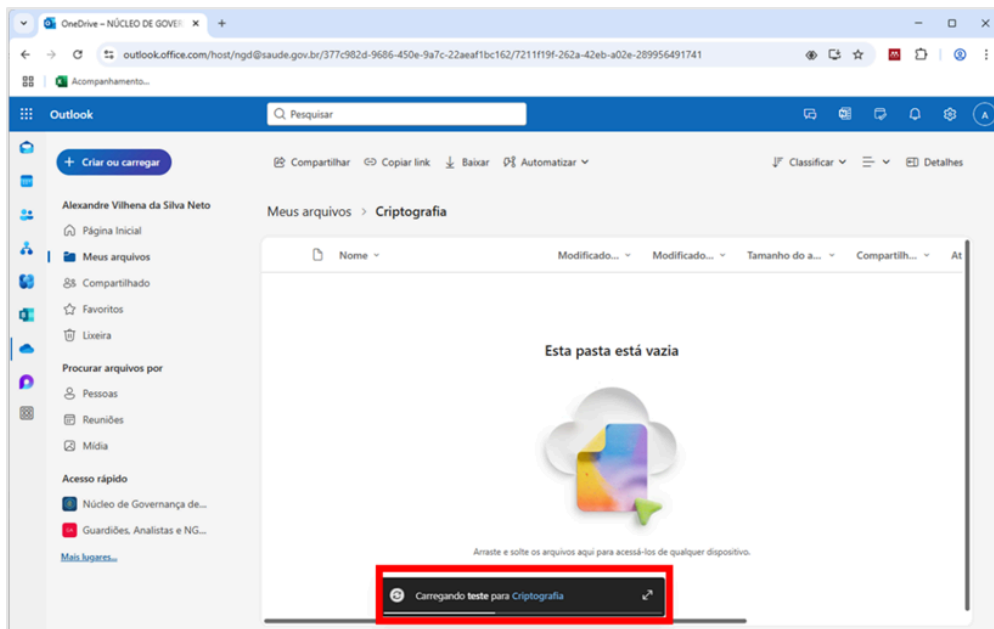 OneDrive – NÚCLEO DE GOVER
outlook.office.com/host/ngd@saude.gov.br/377c982d-9686-450e-9a7c-22aeaf1bc162/7211f19f-262a-42eb-a02e-289956491741
Acompanhamento...
Outlook
Pesquisar
A
Criar ou carregar
Compartilhar
Copiar link
Baixar
Automatizar
Classificar
Detalhes
Alexandre Vilhena da Silva Neto
Página Inicial
Meus arquivos
Compartilhado
Favoritos
Lixeira
Procurar arquivos por
Pessoas
Reuniões
Mídia
Acesso rápido
Núcleo de Governança de...
Guardiões, Analistas e NG...
Mais lugares...
Meus arquivos > Criptografia
Nome
Modificado...
Modificado...
Tamanho do a...
Compartilh...
At
Esta pasta está vazia
Arraste e solte os arquivos aqui para acessá-los de qualquer dispositivo.
Carregando teste para Criptografia